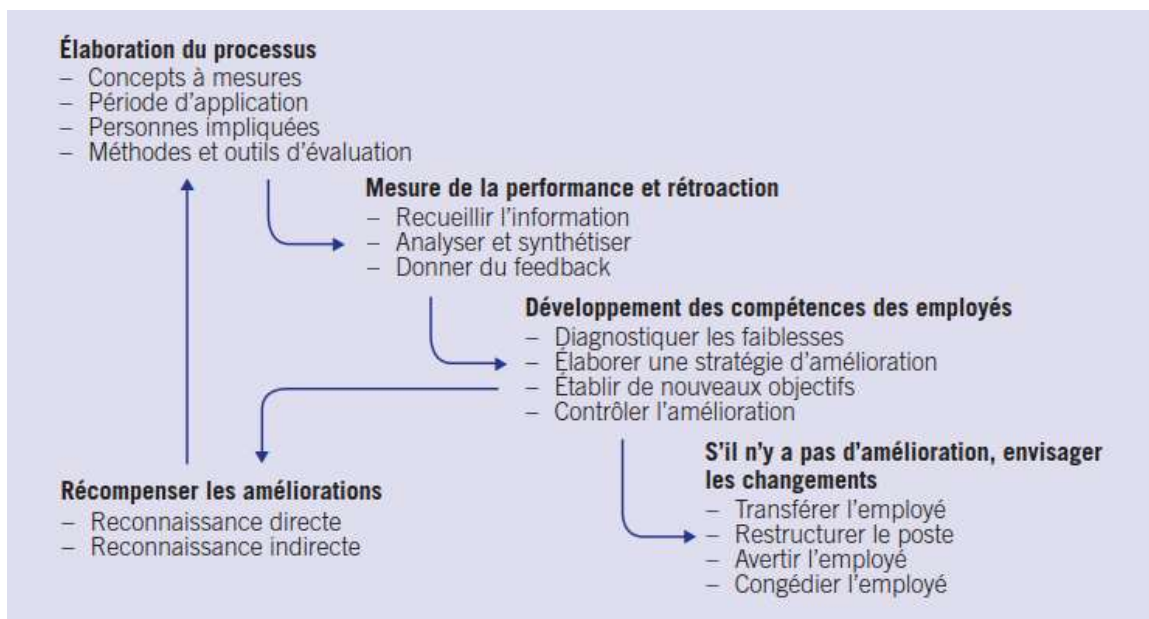 Élaboration du processus
– Concepts à mesures
– Période d'application
– Personnes impliquées
– Méthodes et outils d'évaluation
Mesure de la performance et rétroaction
– Recueillir l'information
– Analyser et synthétiser
– Donner du feedback
Développement des compétences des employés
– Diagnostiquer les faiblesses
– Élaborer une stratégie d'amélioration
– Établir de nouveaux objectifs
– Contrôler l'amélioration
S'il n'y a pas d'amélioration, envisager
les changements
– Transférer l'employé
– Restructurer le poste
– Avertir l'employé
– Congédier l'employé
Récompenser les améliorations
– Reconnaissance directe
– Reconnaissance indirecte